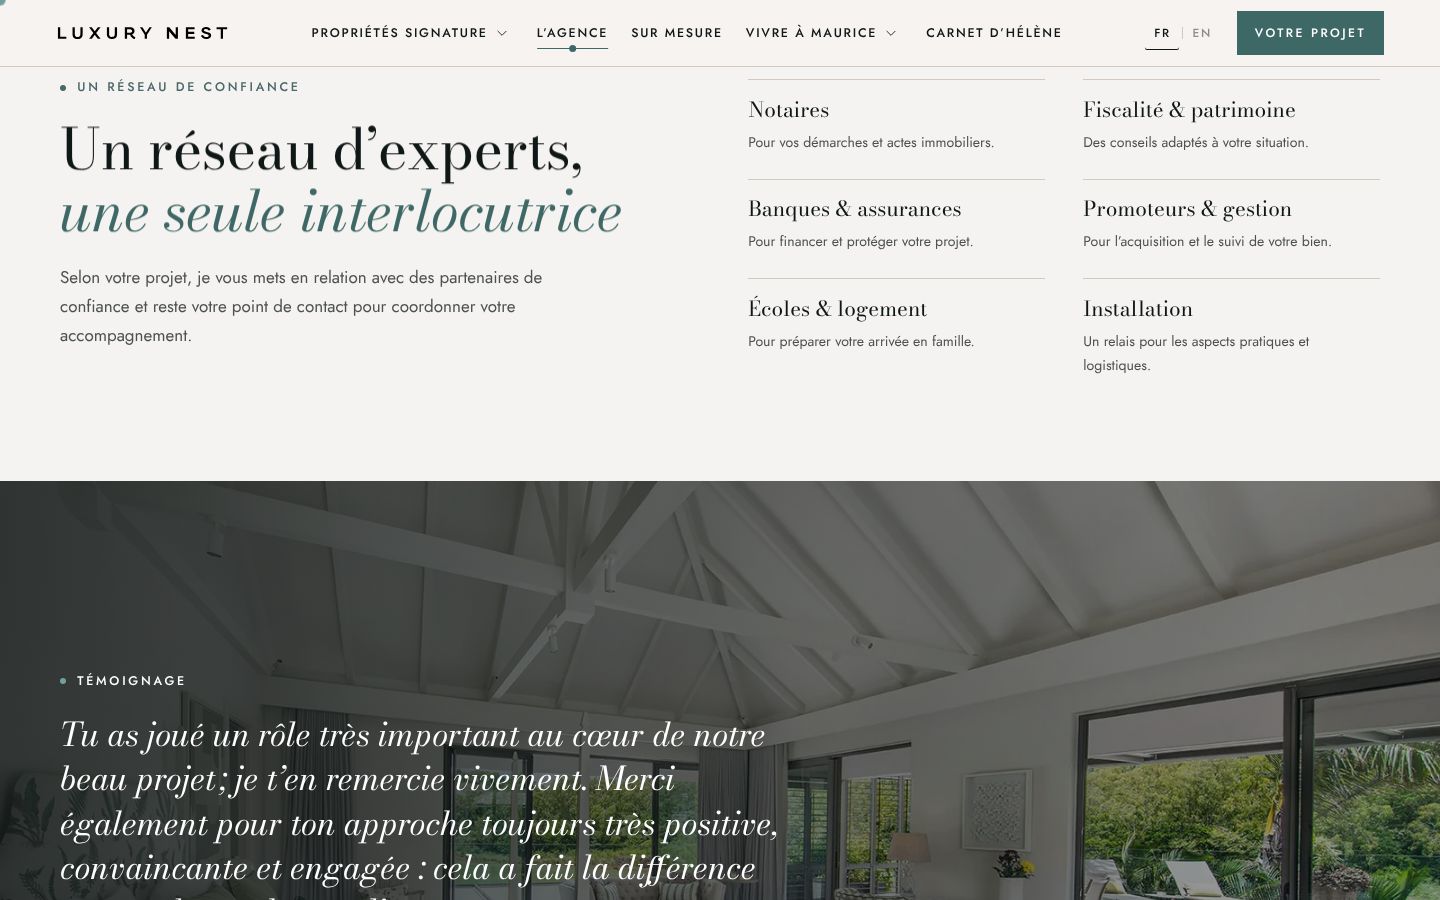 LUXURY NEST
PROPRIÉTÉS SIGNATURE
L’AGENCE
SUR MESURE
VIVRE À MAURICE
CARNET D’HÉLÈNE
FR
EN
VOTRE PROJET
UN RÉSEAU DE CONFIANCE
Un réseau d’experts,
une seule interlocutrice
Selon votre projet, je vous mets en relation avec des partenaires de
confiance et reste votre point de contact pour coordonner votre
accompagnement.
Notaires
Pour vos démarches et actes immobiliers.
Fiscalité & patrimoine
Des conseils adaptés à votre situation.
Banques & assurances
Pour financer et protéger votre projet.
Promoteurs & gestion
Pour l’acquisition et le suivi de votre bien.
Écoles & logement
Pour préparer votre arrivée en famille.
Installation
Un relais pour les aspects pratiques et
logistiques.
TÉMOIGNAGE
Tu as joué un rôle très important au cœur de notre
beau projet ; je t’en remercie vivement. Merci
également pour ton approche toujours très positive,
convaincante et engagée : cela a fait la différence